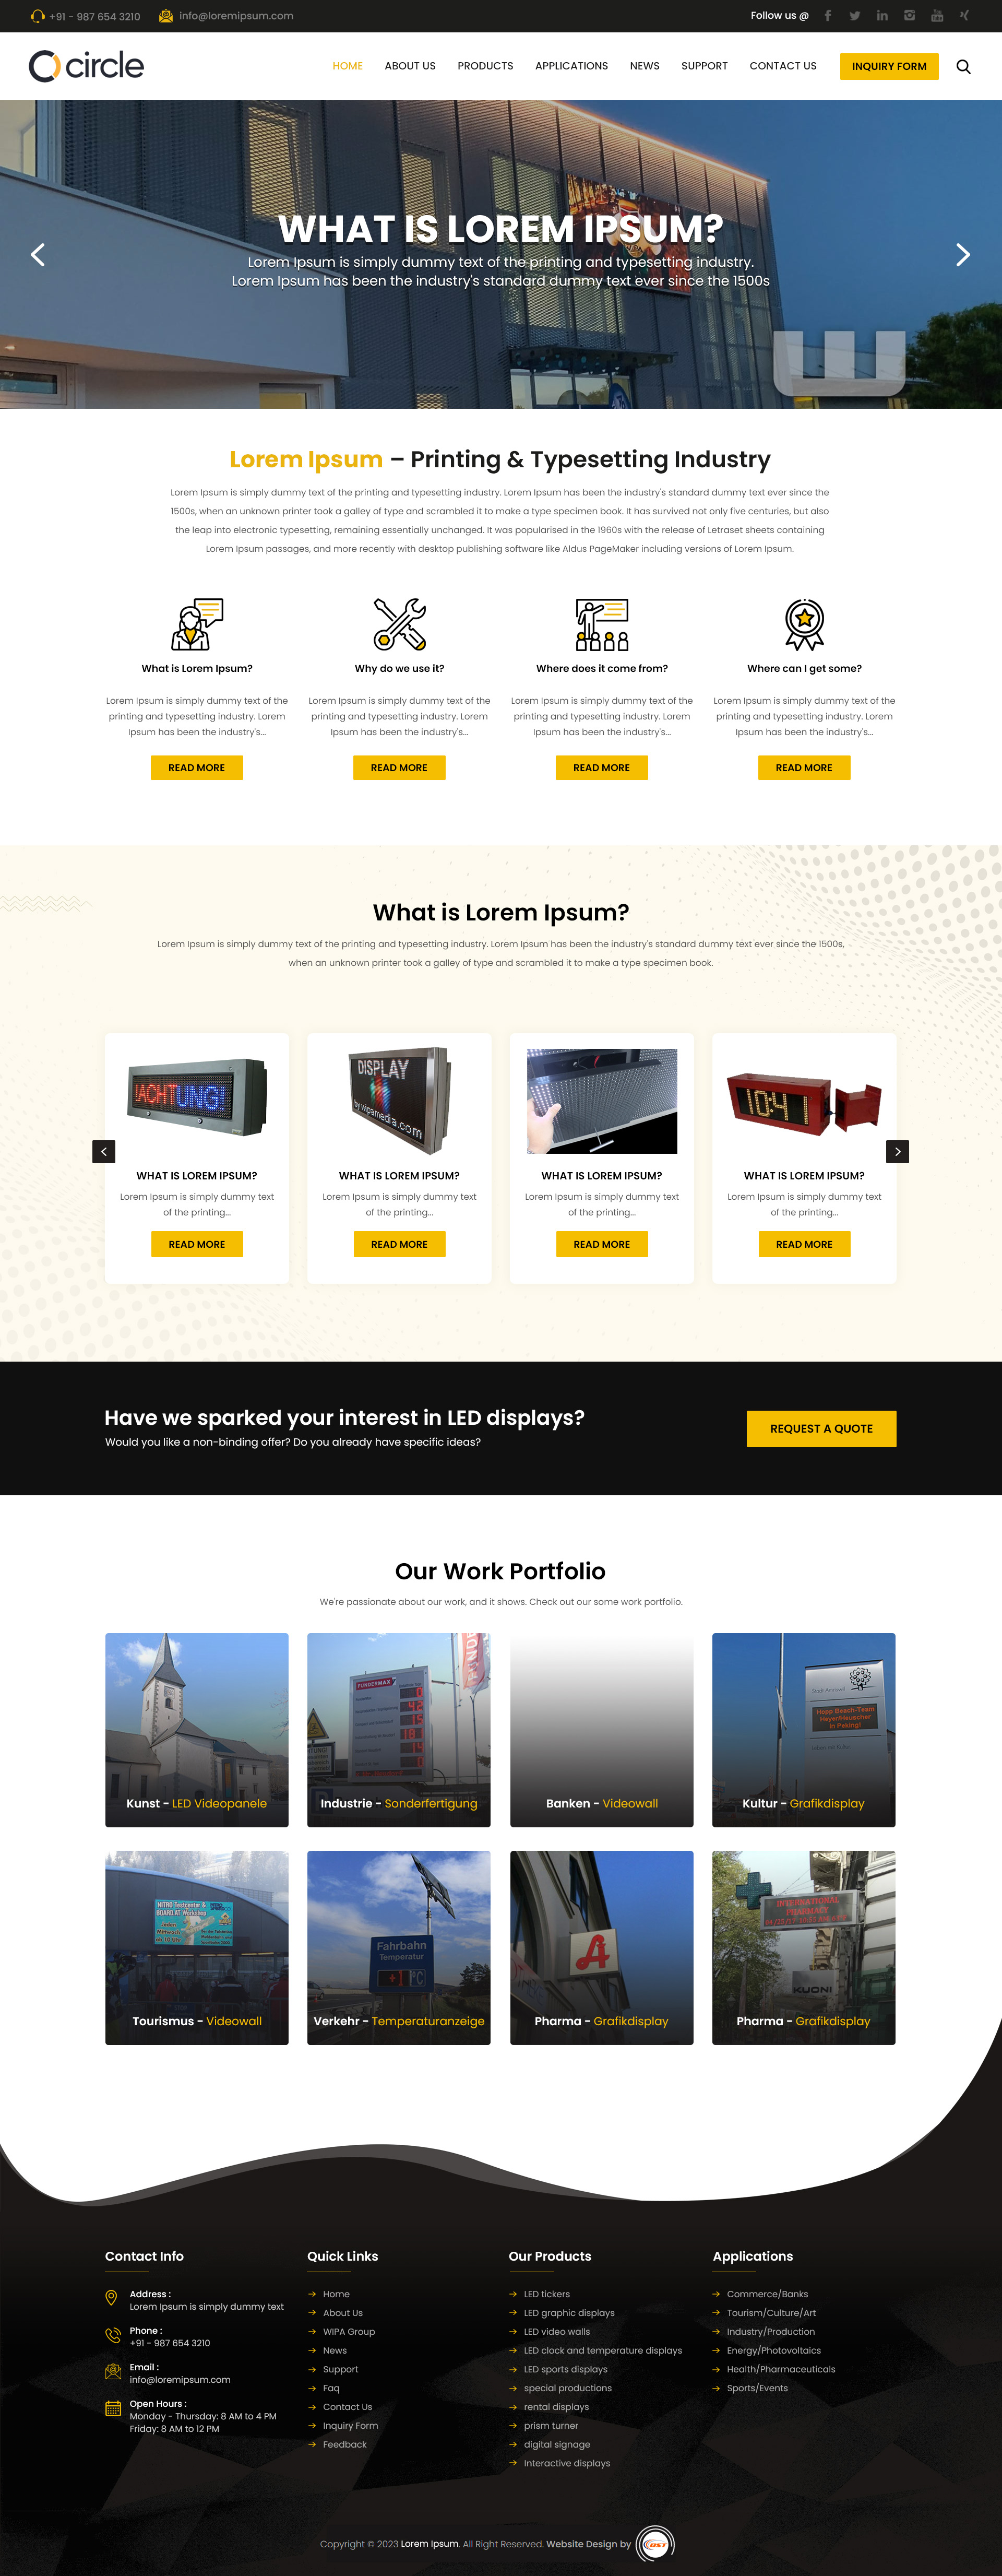 +91 - 987 654 3210
info@loremipsum.com
Follow us @
circle
HOME ABOUT US PRODUCTS APPLICATIONS NEWS SUPPORT CONTACT US INQUIRY FORM
WHAT IS LOREM IPSUM?
Lorem Ipsum is simply dummy text of the printing and typesetting industry.
Lorem Ipsum has been the industry's standard dummy text ever since the 1500s
Lorem Ipsum – Printing & Typesetting Industry
Lorem Ipsum is simply dummy text of the printing and typesetting industry. Lorem Ipsum has been the industry's standard dummy text ever since the
1500s, when an unknown printer took a galley of type and scrambled it to make a type specimen book. It has survived not only five centuries, but also
the leap into electronic typesetting, remaining essentially unchanged. It was popularised in the 1960s with the release of Letraset sheets containing
Lorem Ipsum passages, and more recently with desktop publishing software like Aldus PageMaker including versions of Lorem Ipsum.
What is Lorem Ipsum?
Lorem Ipsum is simply dummy text of the
printing and typesetting industry. Lorem
Ipsum has been the industry's...
READ MORE
Why do we use it?
Lorem Ipsum is simply dummy text of the
printing and typesetting industry. Lorem
Ipsum has been the industry's...
READ MORE
Where does it come from?
Lorem Ipsum is simply dummy text of the
printing and typesetting industry. Lorem
Ipsum has been the industry's...
READ MORE
Where can I get some?
Lorem Ipsum is simply dummy text of the
printing and typesetting industry. Lorem
Ipsum has been the industry's...
READ MORE
What is Lorem Ipsum?
Lorem Ipsum is simply dummy text of the printing and typesetting industry. Lorem Ipsum has been the industry's standard dummy text ever since the 1500s,
when an unknown printer took a galley of type and scrambled it to make a type specimen book.
!ACHTUNG!
WHAT IS LOREM IPSUM?
Lorem Ipsum is simply dummy text
of the printing...
READ MORE
DISPLAY
by wipamedia.com
WHAT IS LOREM IPSUM?
Lorem Ipsum is simply dummy text
of the printing...
READ MORE
WHAT IS LOREM IPSUM?
Lorem Ipsum is simply dummy text
of the printing...
READ MORE
10:4
WHAT IS LOREM IPSUM?
Lorem Ipsum is simply dummy text
of the printing...
READ MORE
Have we sparked your interest in LED displays?
Would you like a non-binding offer? Do you already have specific ideas?
REQUEST A QUOTE
Our Work Portfolio
We're passionate about our work, and it shows. Check out our some work portfolio.
Kunst - LED Videopanele
FUNDERMAX
Industrie - Sonderfertigung
Banken - Videowall
Hopp Beach-Team
in Peking!
Kultur - Grafikdisplay
NITRO Testcenter &
BOARD AT Workshop
Tourismus - Videowall
Fahrbahn
Temperatur
+1 °C
Verkehr - Temperaturanzeige
A
Pharma - Grafikdisplay
INTERNATIONAL
PHARMACY
KUONI
Pharma - Grafikdisplay
Contact Info
Address :
Lorem Ipsum is simply dummy text
Phone :
+91 - 987 654 3210
Email :
info@loremipsum.com
Open Hours :
Monday - Thursday: 8 AM to 4 PM
Friday: 8 AM to 12 PM
Quick Links
Home
About Us
WIPA Group
News
Support
Faq
Contact Us
Inquiry Form
Feedback
Our Products
LED tickers
LED graphic displays
LED video walls
LED clock and temperature displays
LED sports displays
special productions
rental displays
prism turner
digital signage
Interactive displays
Applications
Commerce/Banks
Tourism/Culture/Art
Industry/Production
Energy/Photovoltaics
Health/Pharmaceuticals
Sports/Events
Copyright © 2023 Lorem Ipsum. All Right Reserved. Website Design by